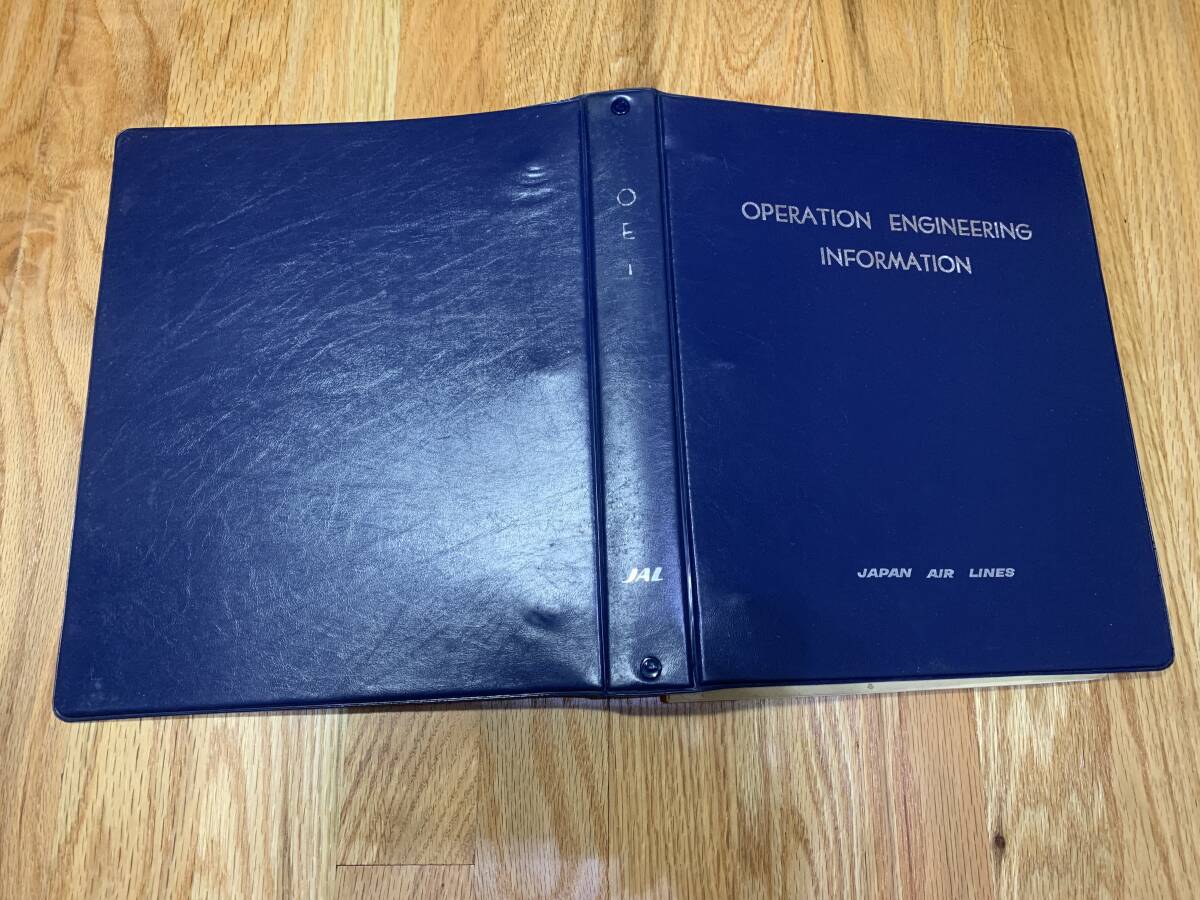 O
E
I
JAL
OPERATION ENGINEERING
INFORMATION
JAPAN AIR LINES